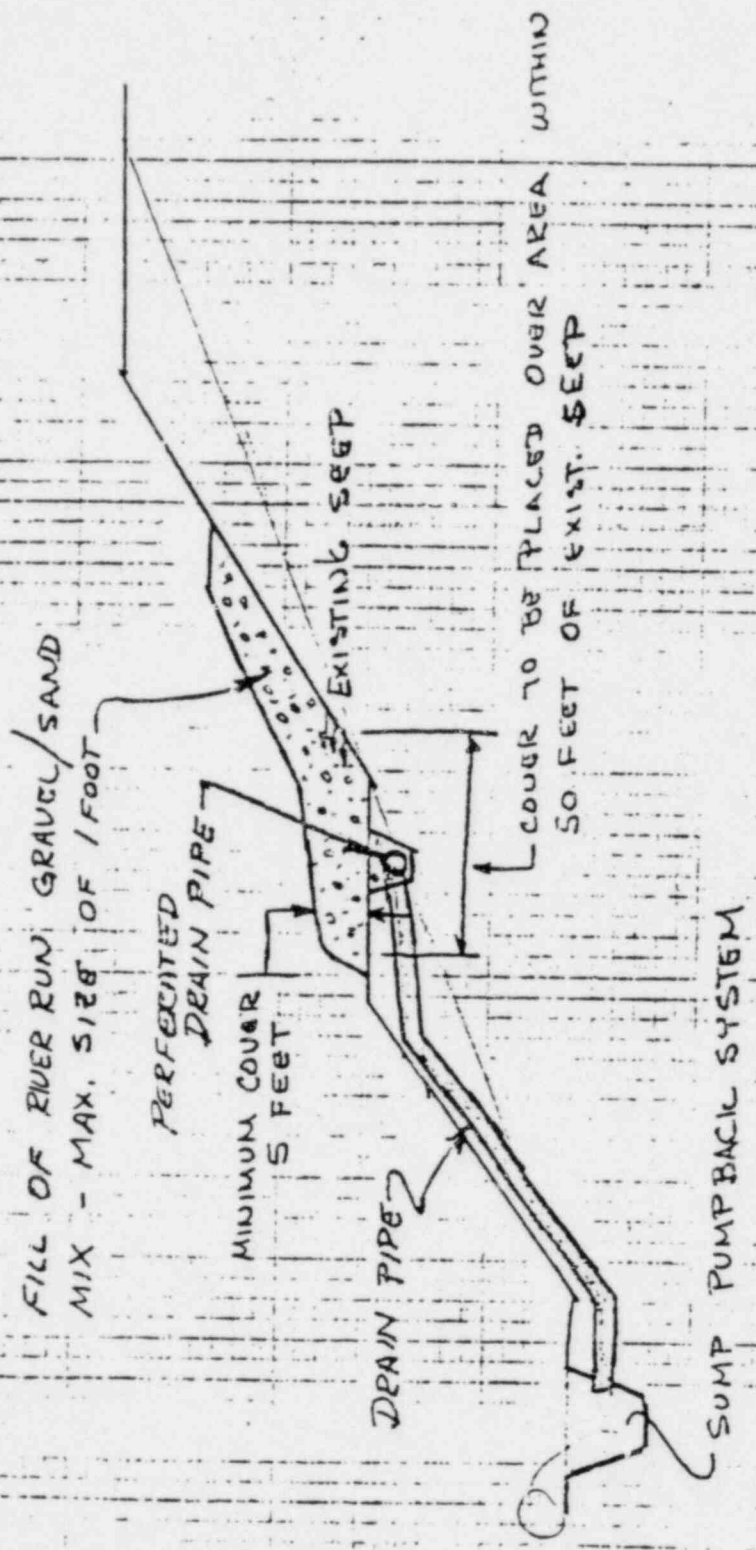 FILL OF RIVER RUN GRAVEL/SAND
MIX - MAX. SIZE OF 1 FOOT
PERFERATED
DRAIN PIPE
MINIMUM COVER
5 FEET
DRAIN PIPE
EXISTING SEEP
COVER TO BE PLACED OVER AREA WITHIN
50 FEET OF EXIST. SEEP
SUMP PUMPBACK SYSTEM